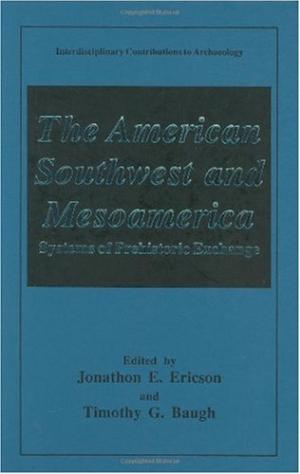 Interdisciplinary Contributions to Archaeology
The American
Southwest and
Mesoamerica
Systems of Prehistoric Exchange
Edited by
Jonathon E. Ericson
and
Timothy G. Baugh